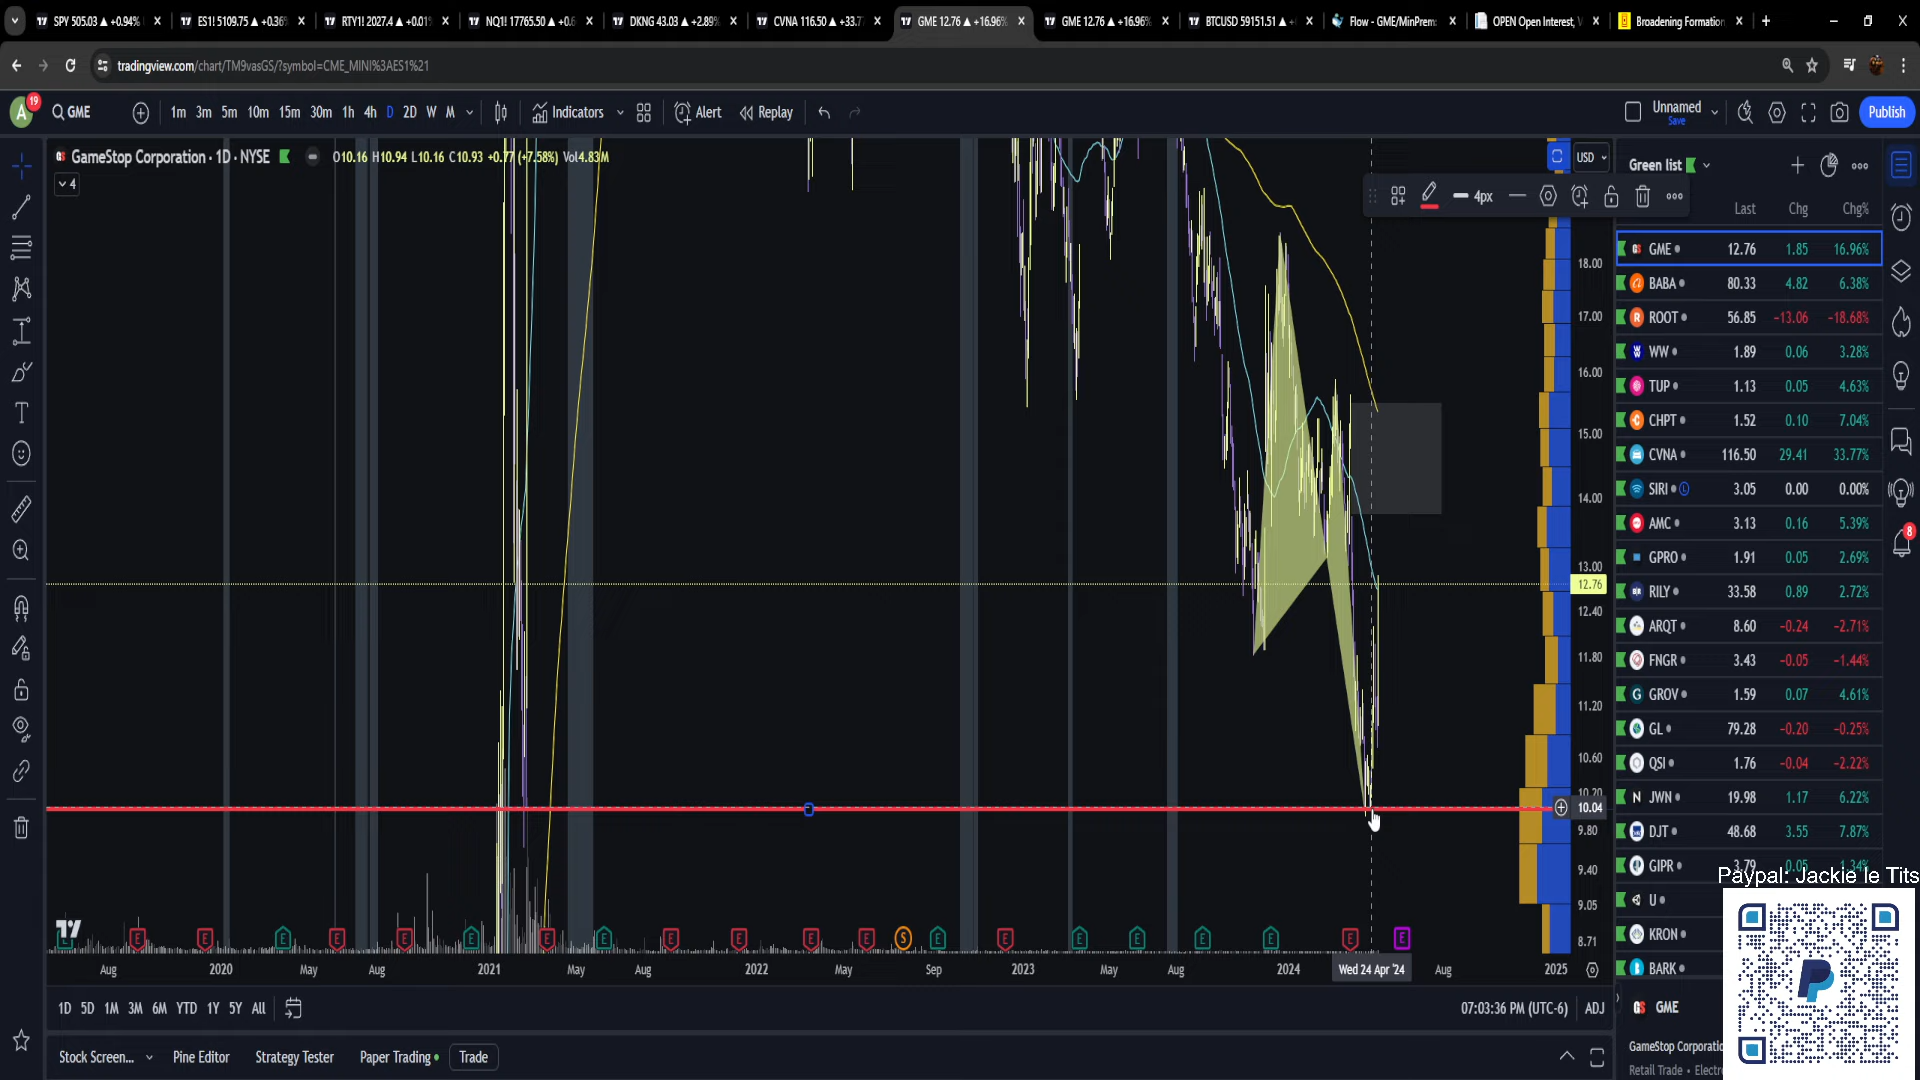 SPY 505.03 ▲ +0.94%
ES1! 5109.75 ▲ +0.36%
RTY1! 2027.4 ▲ +0.01%
NQ1! 17765.50 ▲ +0.6
DKNG 43.03 ▲ +2.89%
CVNA 116.50 ▲ +33.7
GME 12.76 ▲ +16.96%
GME 12.76 ▲ +16.96%
BTCUSD 59151.51 ▲
Flow - GME/MinPrem
OPEN Open Interest,
Broadening Formation
tradingview.com/chart/TM9vasGS/?symbol=CME_MINI%3AES1%21
A 19 GME 1m 3m 5m 10m 15m 30m 1h 4h D 2D W M Indicators Alert Replay Unnamed Save Publish
GameStop Corporation · 1D · NYSE O10.16 H10.94 L10.16 C10.93 +0.77 (+7.58%) Vol4.83M
4
USD
4px
18.00
17.00
16.00
15.00
14.00
13.00
12.76
12.40
11.80
11.20
10.60
10.20
10.04
9.80
9.40
9.05
8.71
Green list
Last Chg Chg%
GME 12.76 1.85 16.96%
BABA 80.33 4.82 6.38%
ROOT 56.85 −13.06 −18.68%
WW 1.89 0.06 3.28%
TUP 1.13 0.05 4.63%
CHPT 1.52 0.10 7.04%
CVNA 116.50 29.41 33.77%
SIRI L 3.05 0.00 0.00%
AMC 3.13 0.16 5.39%
GPRO 1.91 0.05 2.69%
RILY 33.58 0.89 2.72%
ARQT 8.60 −0.24 −2.71%
FNGR 3.43 −0.05 −1.44%
GROV 1.59 0.07 4.61%
GL 79.28 −0.20 −0.25%
QSI 1.76 −0.04 −2.22%
JWN 19.98 1.17 6.22%
DJT 48.68 3.55 7.87%
GIPR 3.79 0.05 1.34%
Paypal: Jackie le Tits
U
KRON
BARK
8
E E E E E E E E E E E E E S E E E E E E E E
Aug 2020 May Aug 2021 May Aug 2022 May Sep 2023 May Aug 2024 Wed 24 Apr '24 Aug 2025
1D 5D 1M 3M 6M YTD 1Y 5Y All
07:03:36 PM (UTC-6) ADJ
Stock Screen... Pine Editor Strategy Tester Paper Trading Trade
GME
GameStop Corporatio
Retail Trade • Electro